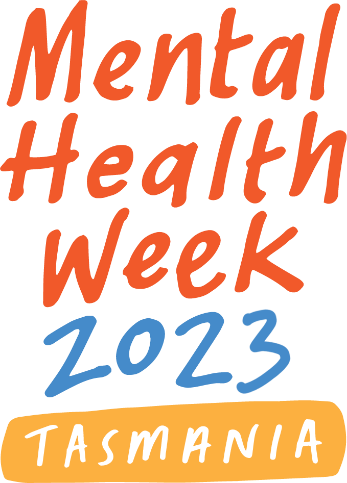 Mental
Health
Week
2023
TASMANIA